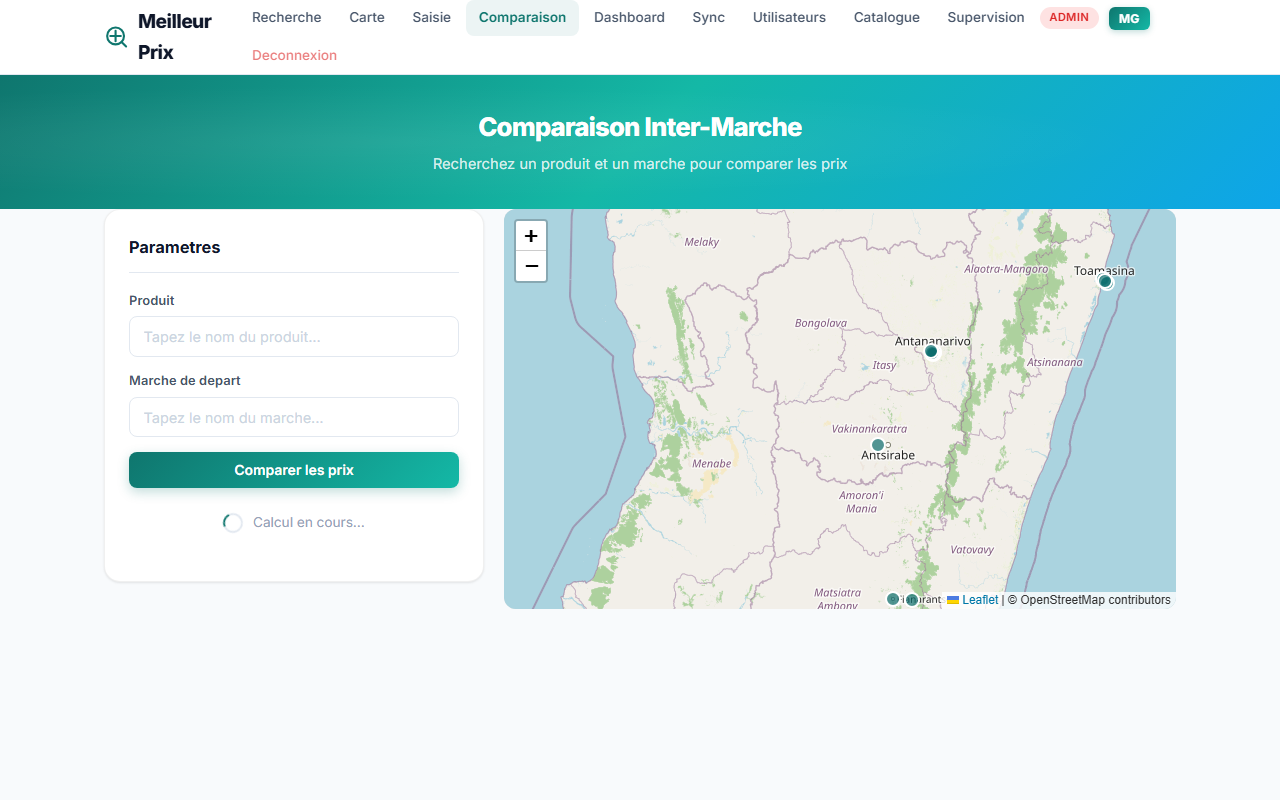 Meilleur
Prix
Recherche
Carte
Saisie
Comparaison
Dashboard
Sync
Utilisateurs
Catalogue
Supervision
ADMIN
MG
Deconnexion
Comparaison Inter-Marche
Recherchez un produit et un marche pour comparer les prix
Parametres
Produit
Tapez le nom du produit...
Marche de depart
Tapez le nom du marche...
Comparer les prix
Calcul en cours...
+
−
Melaky
Alaotra-Mangoro
Toamasina
Bongolava
Antananarivo
Itasy
Atsinanana
Vakinankaratra
Antsirabe
Menabe
Amoron'i
Mania
Vatovavy
Matsiatra
Ambony
Leaflet | © OpenStreetMap contributors